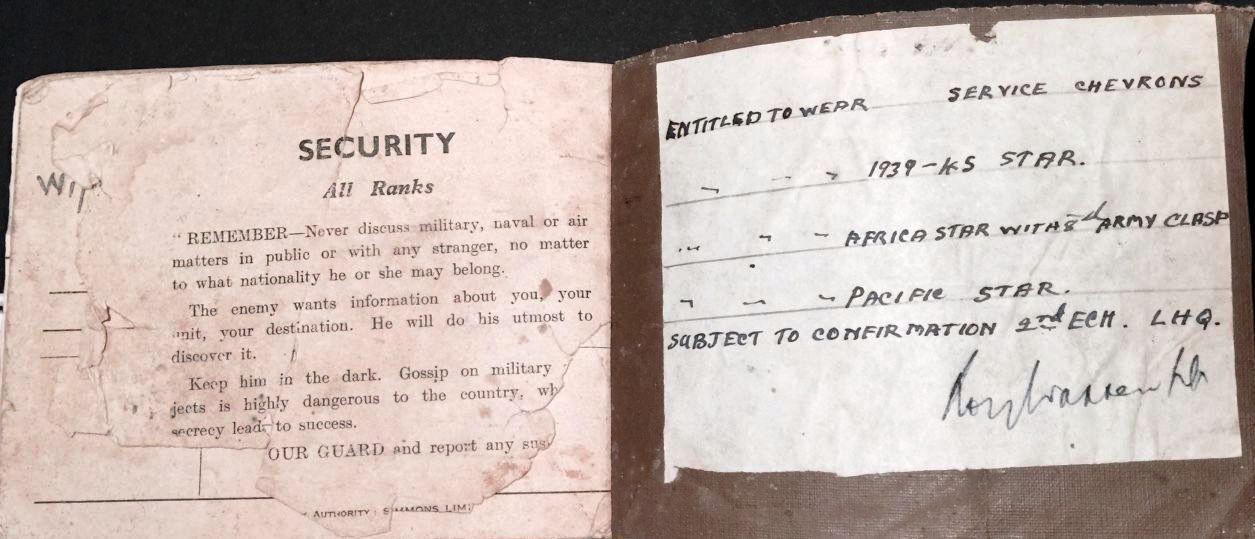 SECURITY
All Ranks
" REMEMBER—Never discuss military, naval or air
matters in public or with any stranger, no matter
to what nationality he or she may belong.
The enemy wants information about you, your
unit, your destination. He will do his utmost to
discover it.
Keep him in the dark. Gossip on military
jects is highly dangerous to the country, wh
secrecy leads to success.
OUR GUARD and report any sus
AUTHORITY: SIMMONS LIM
WIT
ENTITLED TO WEAR SERVICE CHEVRONS
" " " 1939-45 STAR.
" " " AFRICA STAR WITH 8th ARMY CLASP
" " " PACIFIC STAR.
SUBJECT TO CONFIRMATION 2nd ECH. LHQ.